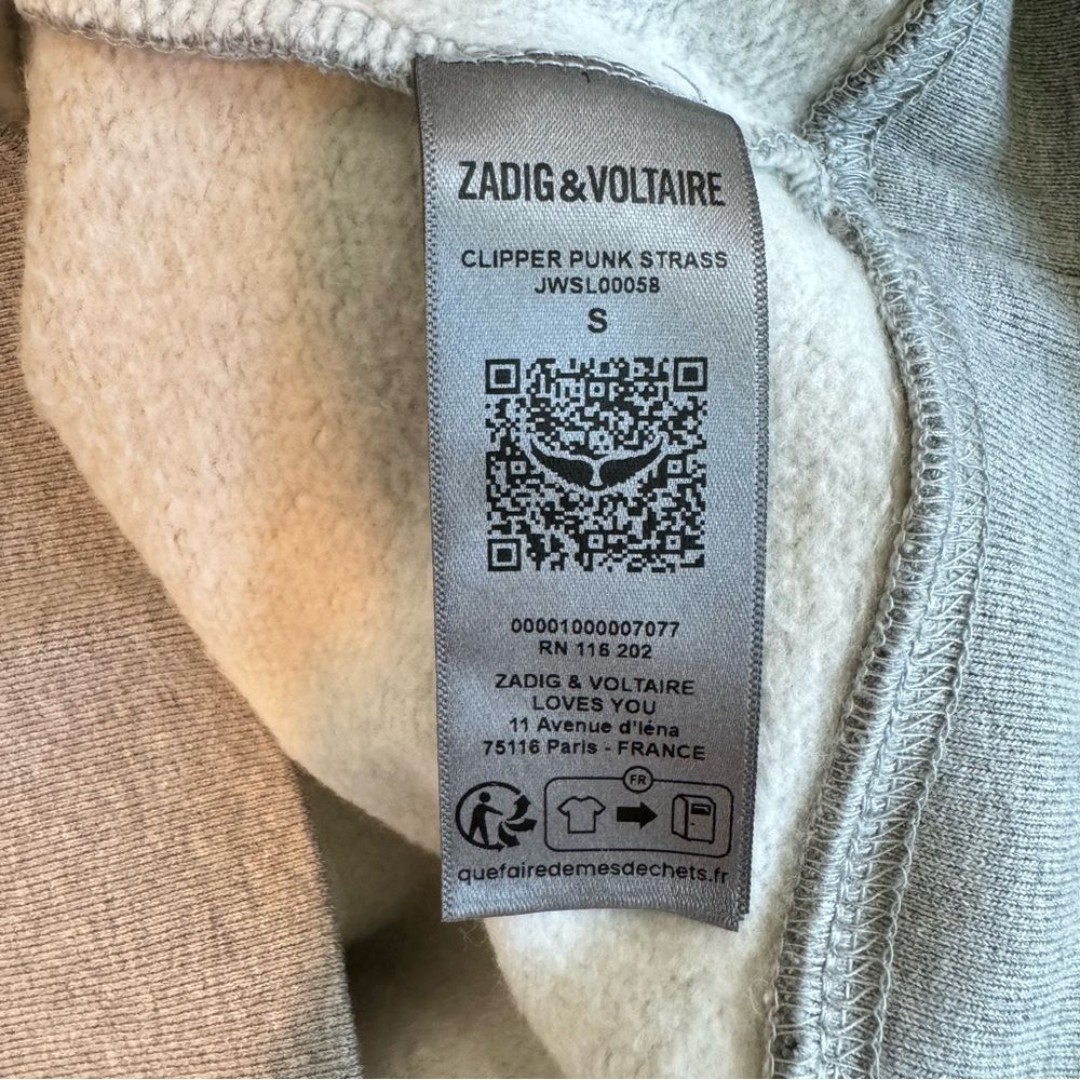 ZADIG&VOLTAIRE
CLIPPER PUNK STRASS
JWSL00058
S
00001000007077
RN 116 202
ZADIG & VOLTAIRE
LOVES YOU
11 Avenue d'léna
75116 Paris - FRANCE
FR
quefairedemesdechets.fr